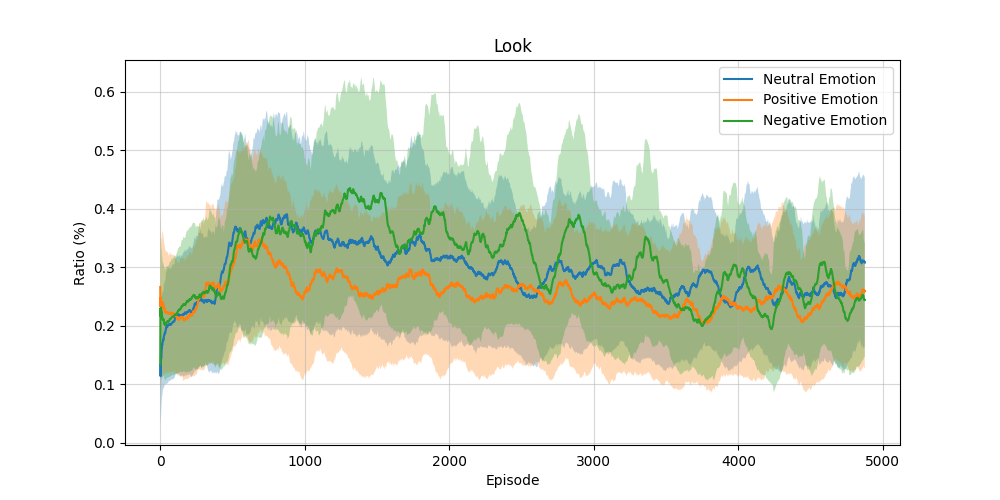 Look
Neutral Emotion
Positive Emotion
Negative Emotion
Ratio (%)
0.6
0.5
0.4
0.3
0.2
0.1
0.0
0 1000 2000 3000 4000 5000
Episode